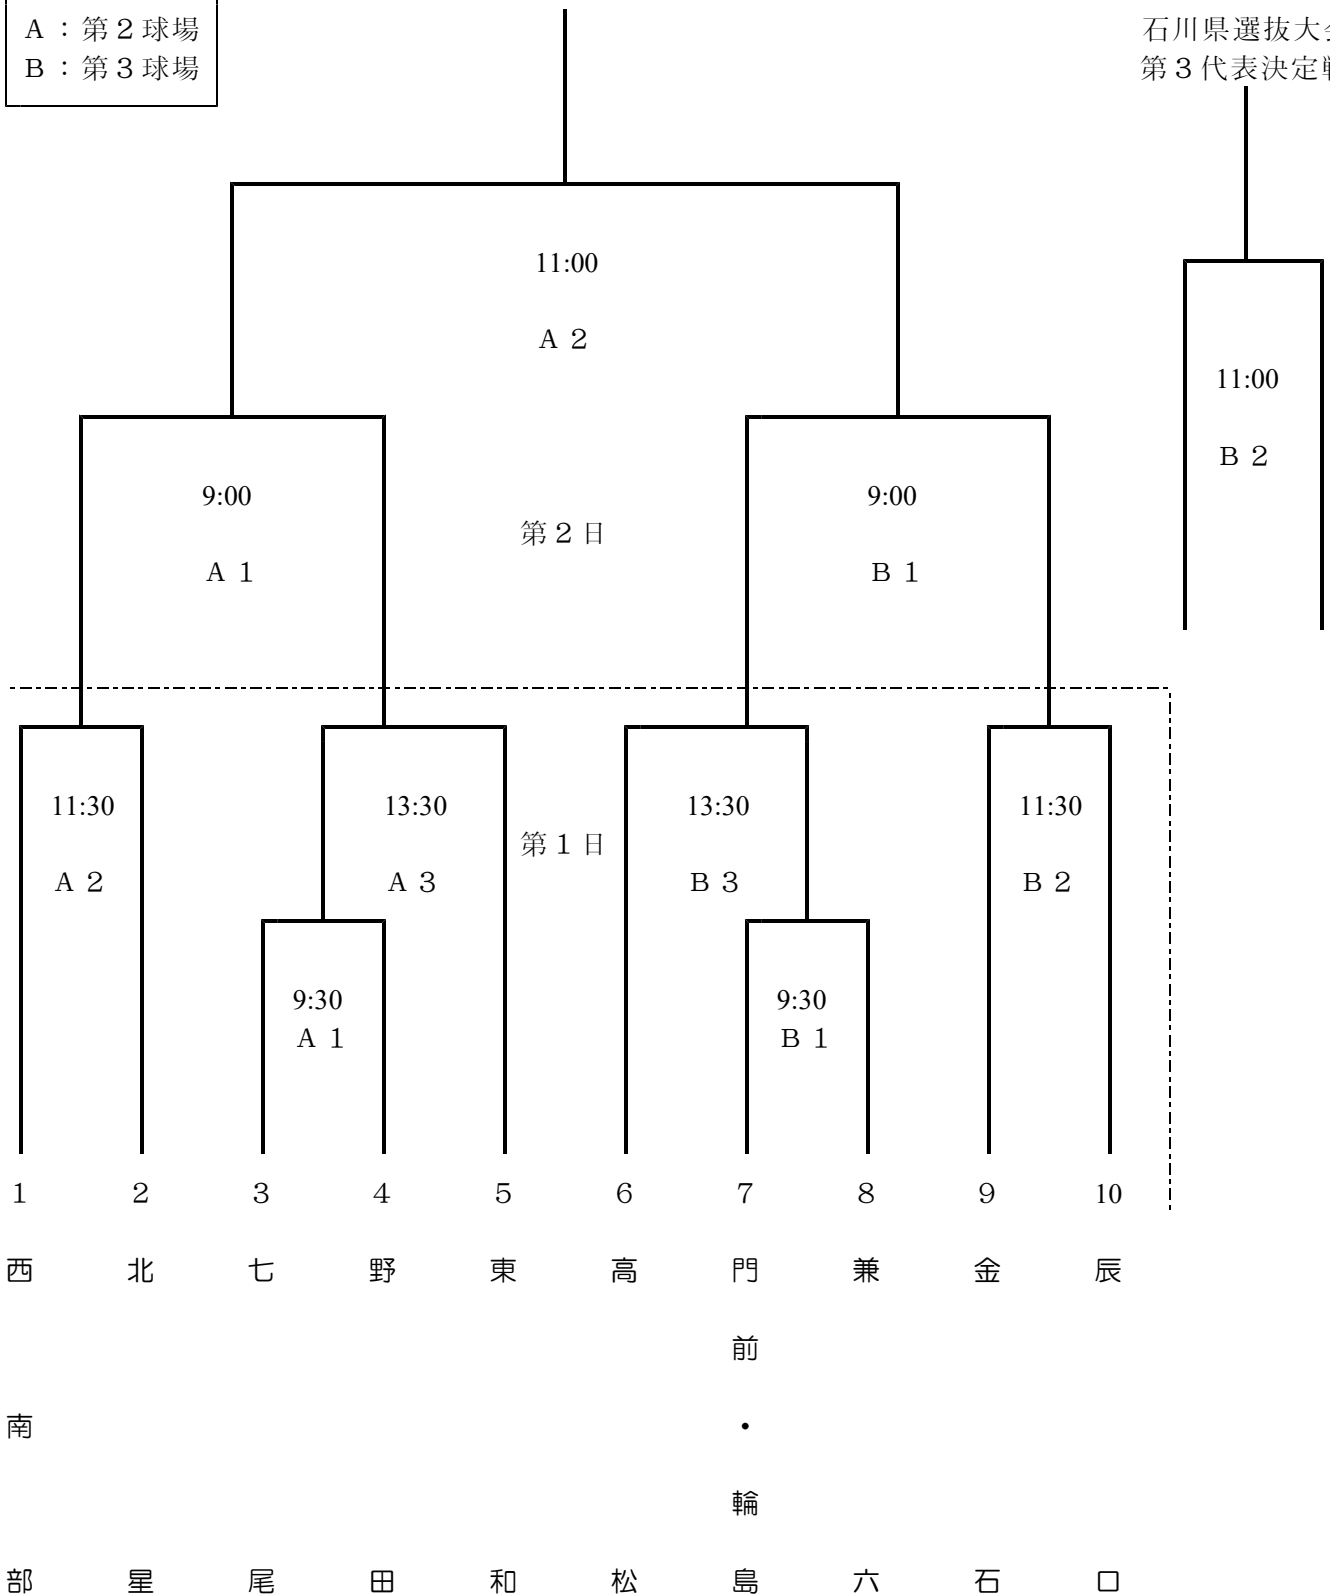 A：第２球場
B：第３球場
石川県選抜大会
第３代表決定戦
11:00
A ２
11:00
B ２
9:00
A １
第２日
9:00
B １
11:30
A ２
13:30
A ３
第１日
13:30
B ３
11:30
B ２
9:30
A １
9:30
B １
１
２
３
４
５
６
７
８
９
10
西南部
北星
七尾
野田
東和
高松
門前・輪島
兼六
金石
辰口